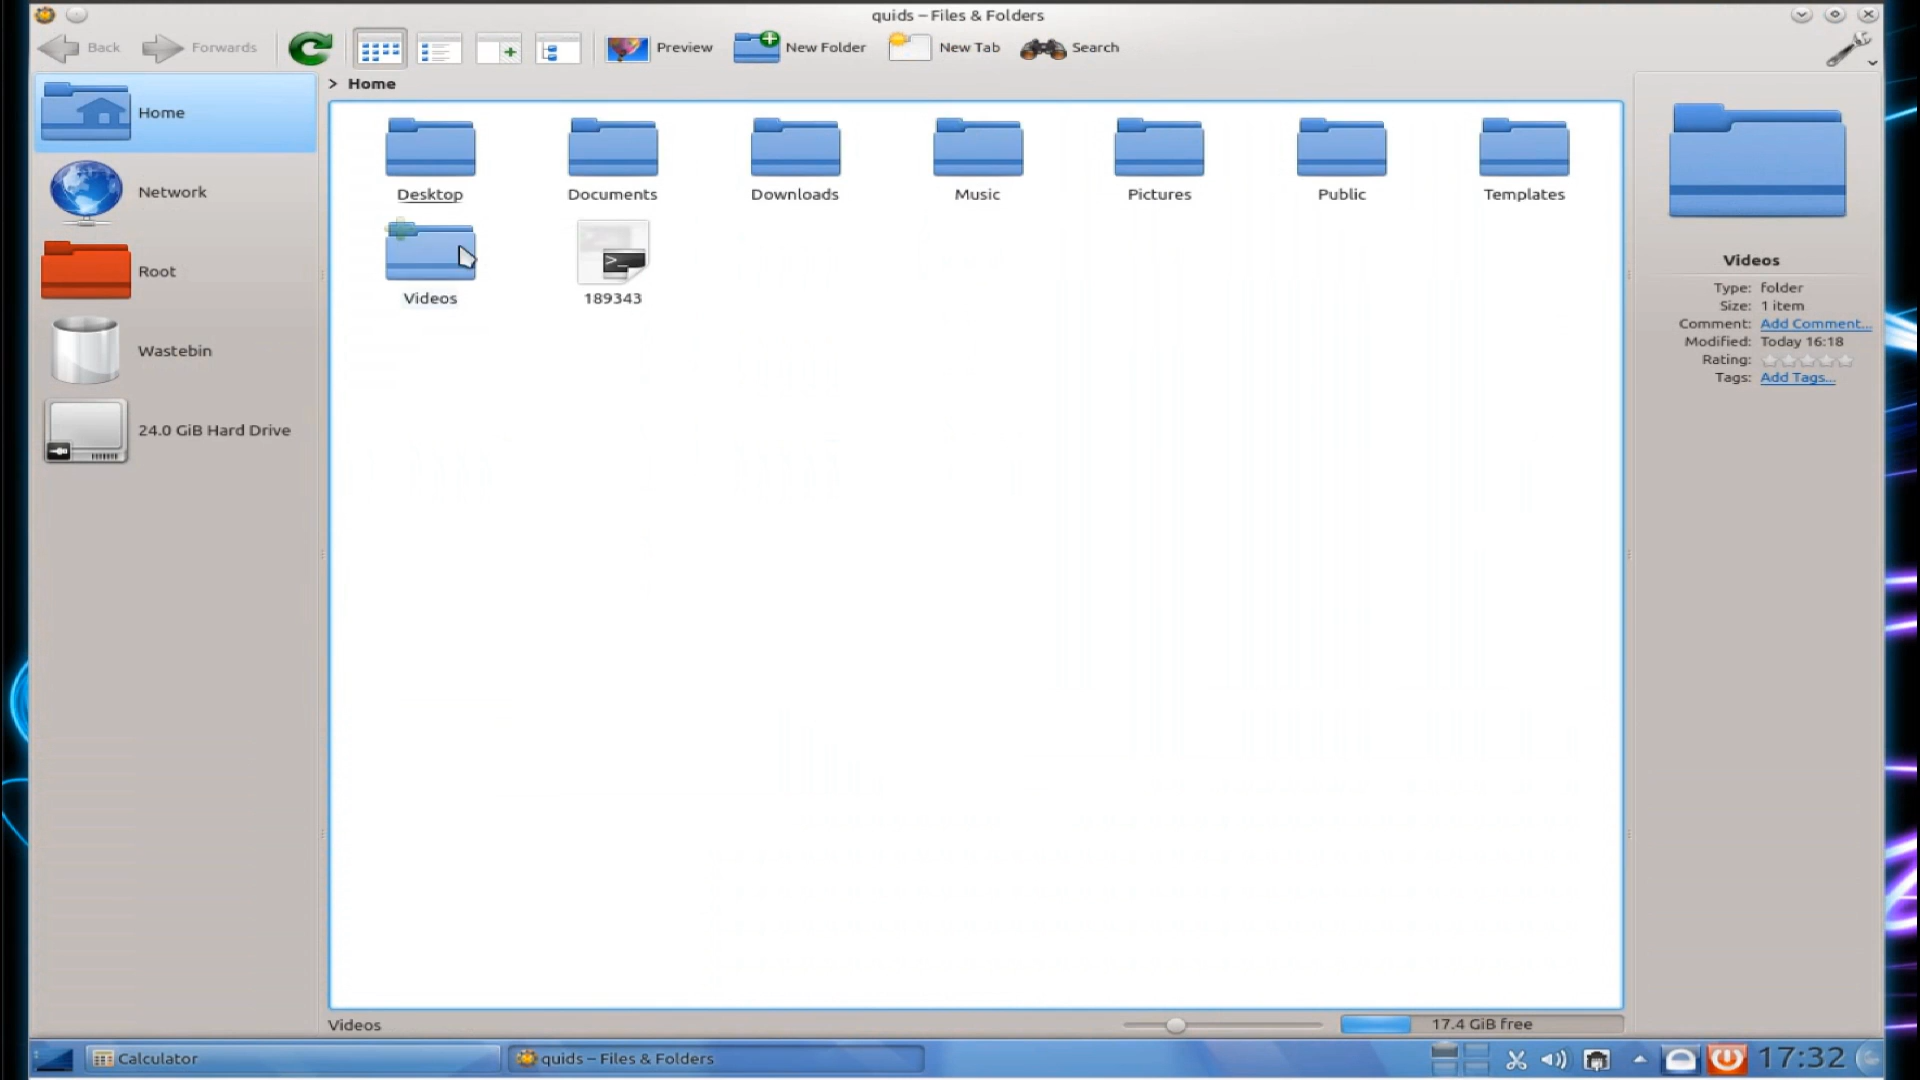 quids – Files & Folders
Back
Forwards
Preview
New Folder
New Tab
Search
Home
Network
Root
Wastebin
24.0 GiB Hard Drive
> Home
Desktop
Documents
Downloads
Music
Pictures
Public
Templates
Videos
>_
189343
Videos
Type: folder
Size: 1 item
Comment: Add Comment...
Modified: Today 16:18
Rating:
Tags: Add Tags...
Videos
17.4 GiB free
Calculator
quids – Files & Folders
17:32